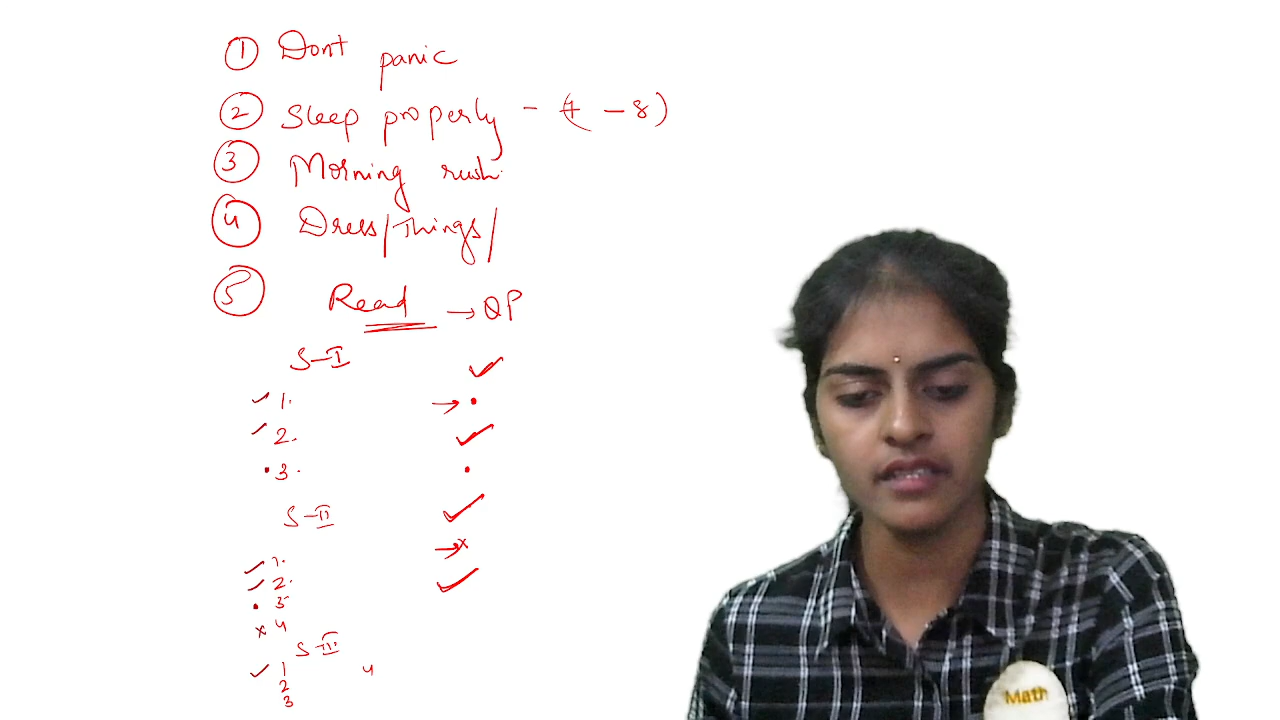 ① Dont panic
② Sleep properly - (7 - 8)
③ Morning rush.
④ Dress/Things/
⑤ Read → QP
S-I ✓
✓ 1. → •
✓ 2. ✓
• 3. •
S-II ✓
✓ 1. → x
✓ 2. ✓
• 3
x 4
S-III
✓ 1 4
2
3
Math